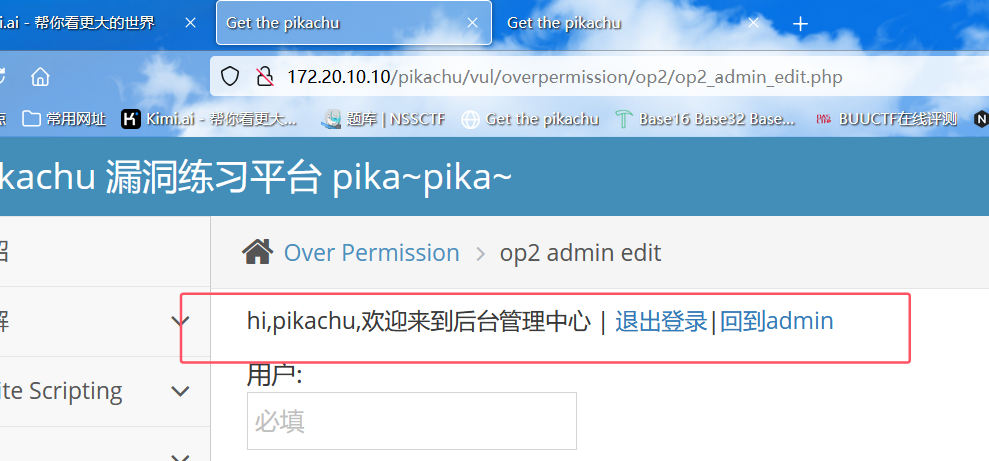 i.ai - 帮你看更大的世界 Get the pikachu Get the pikachu
172.20.10.10/pikachu/vul/overpermission/op2/op2_admin_edit.php
点 常用网址 Kimi.ai - 帮你看更大... 题库 | NSSCTF Get the pikachu Base16 Base32 Base... BUUCTF在线评测 N
kachu 漏洞练习平台 pika~pika~
绍
Over Permission > op2 admin edit
解
hi,pikachu,欢迎来到后台管理中心 | 退出登录|回到admin
用户:
ite Scripting
必填